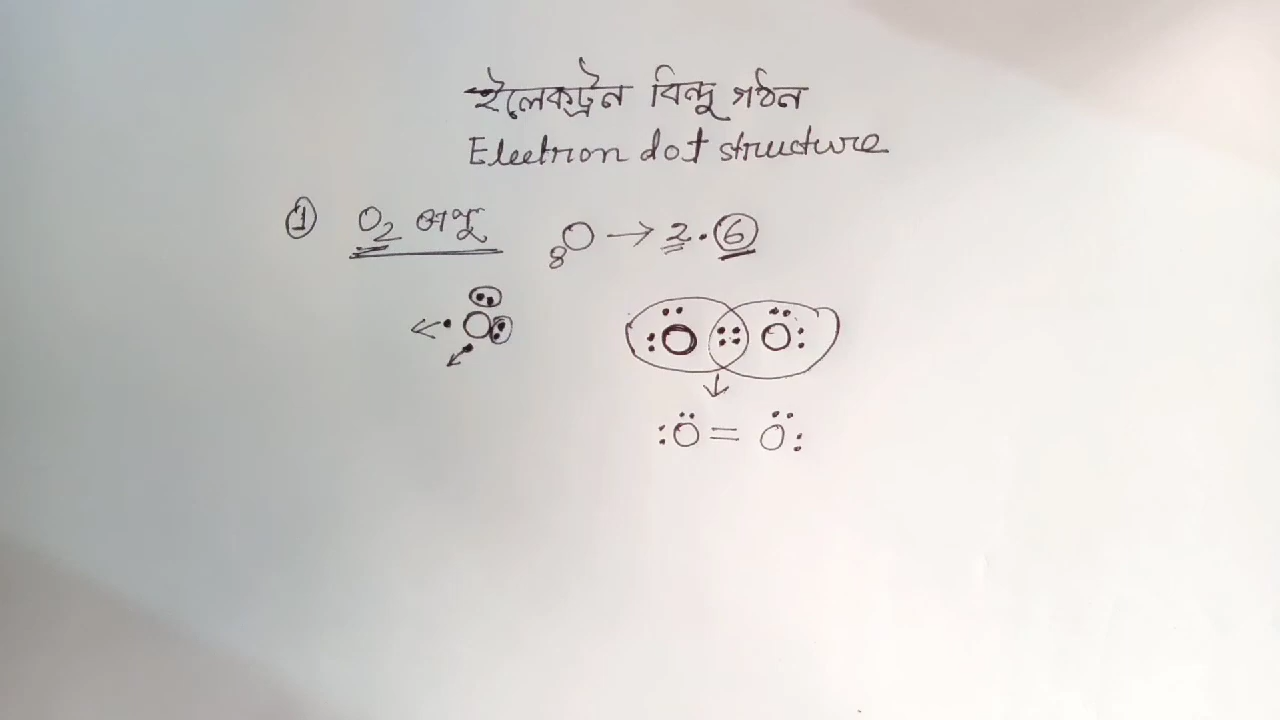 ইলেকট্রন বিন্দু গঠন
Electron dot structure
① O₂ অণু ₈O → 2.6
:Ö = Ö: